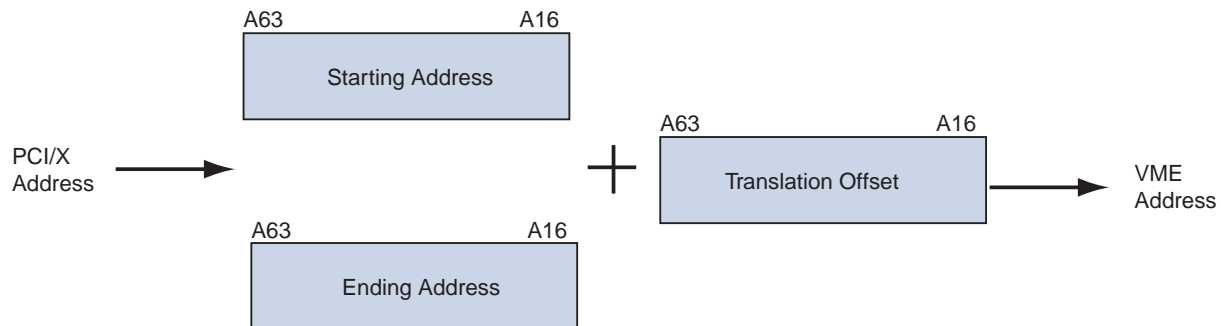 A63 A16
Starting Address
PCI/X
Address
A63 A16
Translation Offset
VME
Address
A63 A16
Ending Address